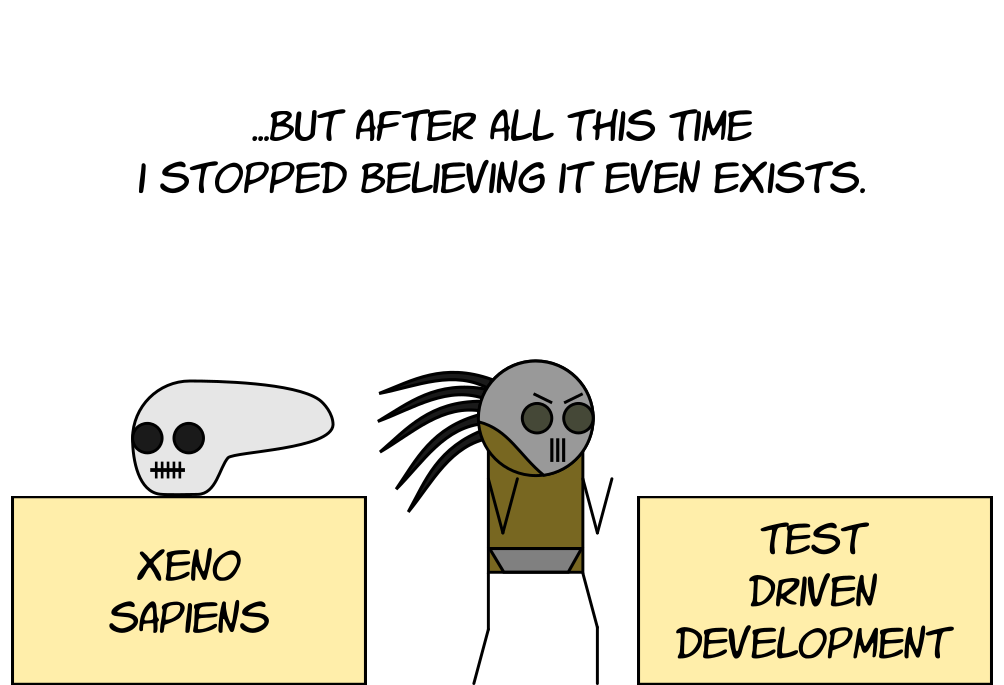 ...BUT AFTER ALL THIS TIME
I STOPPED BELIEVING IT EVEN EXISTS.
XENO
SAPIENS
TEST
DRIVEN
DEVELOPMENT